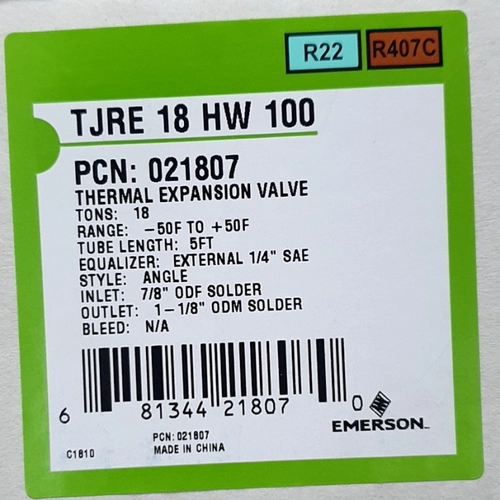 R22 R407C
TJRE 18 HW 100
PCN: 021807
THERMAL EXPANSION VALVE
TONS: 18
RANGE: -50F TO +50F
TUBE LENGTH: 5FT
EQUALIZER: EXTERNAL 1/4" SAE
STYLE: ANGLE
INLET: 7/8" ODF SOLDER
OUTLET: 1-1/8" ODM SOLDER
BLEED: N/A
6 81344 21807 0
EMERSON
PCN: 021807
C1810 MADE IN CHINA